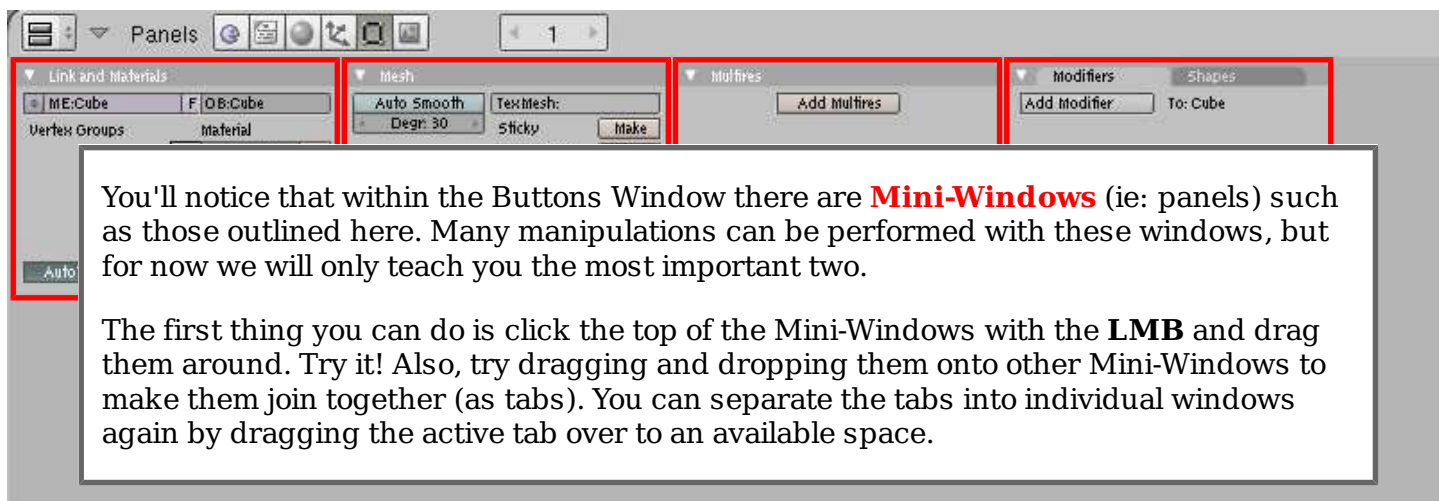 Panels 1
Link and Materials Mesh Multires Modifiers Shapes
ME:Cube F OB:Cube Auto Smooth TexMesh: Add Multires Add Modifier To: Cube
Degr: 30
Vertex Groups Material Sticky Make
You'll notice that within the Buttons Window there are Mini-Windows (ie: panels) such
as those outlined here. Many manipulations can be performed with these windows, but
for now we will only teach you the most important two.
The first thing you can do is click the top of the Mini-Windows with the LMB and drag
them around. Try it! Also, try dragging and dropping them onto other Mini-Windows to
make them join together (as tabs). You can separate the tabs into individual windows
again by dragging the active tab over to an available space.